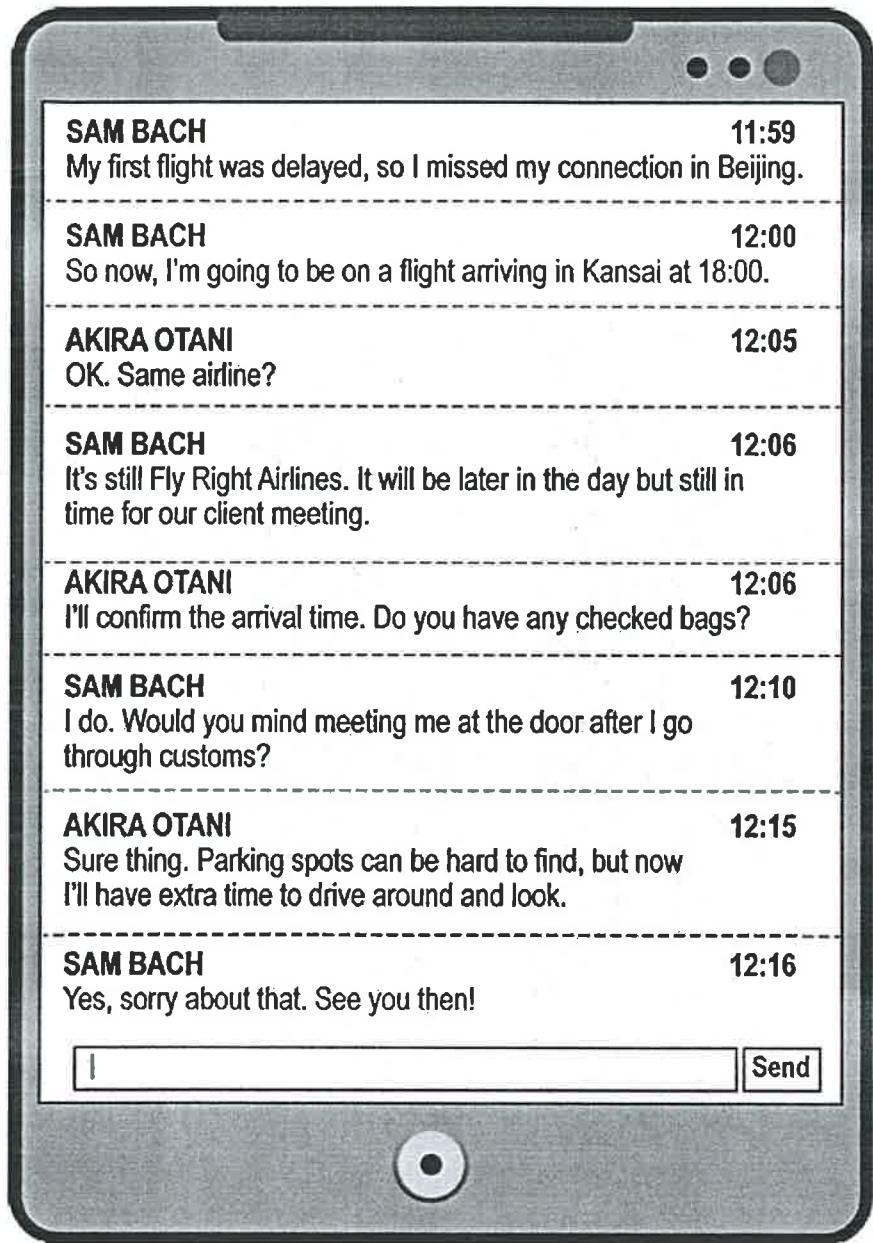 SAM BACH 11:59
My first flight was delayed, so I missed my connection in Beijing.
SAM BACH 12:00
So now, I'm going to be on a flight arriving in Kansai at 18:00.
AKIRA OTANI 12:05
OK. Same airline?
SAM BACH 12:06
It's still Fly Right Airlines. It will be later in the day but still in
time for our client meeting.
AKIRA OTANI 12:06
I'll confirm the arrival time. Do you have any checked bags?
SAM BACH 12:10
I do. Would you mind meeting me at the door after I go
through customs?
AKIRA OTANI 12:15
Sure thing. Parking spots can be hard to find, but now
I'll have extra time to drive around and look.
SAM BACH 12:16
Yes, sorry about that. See you then!
Send